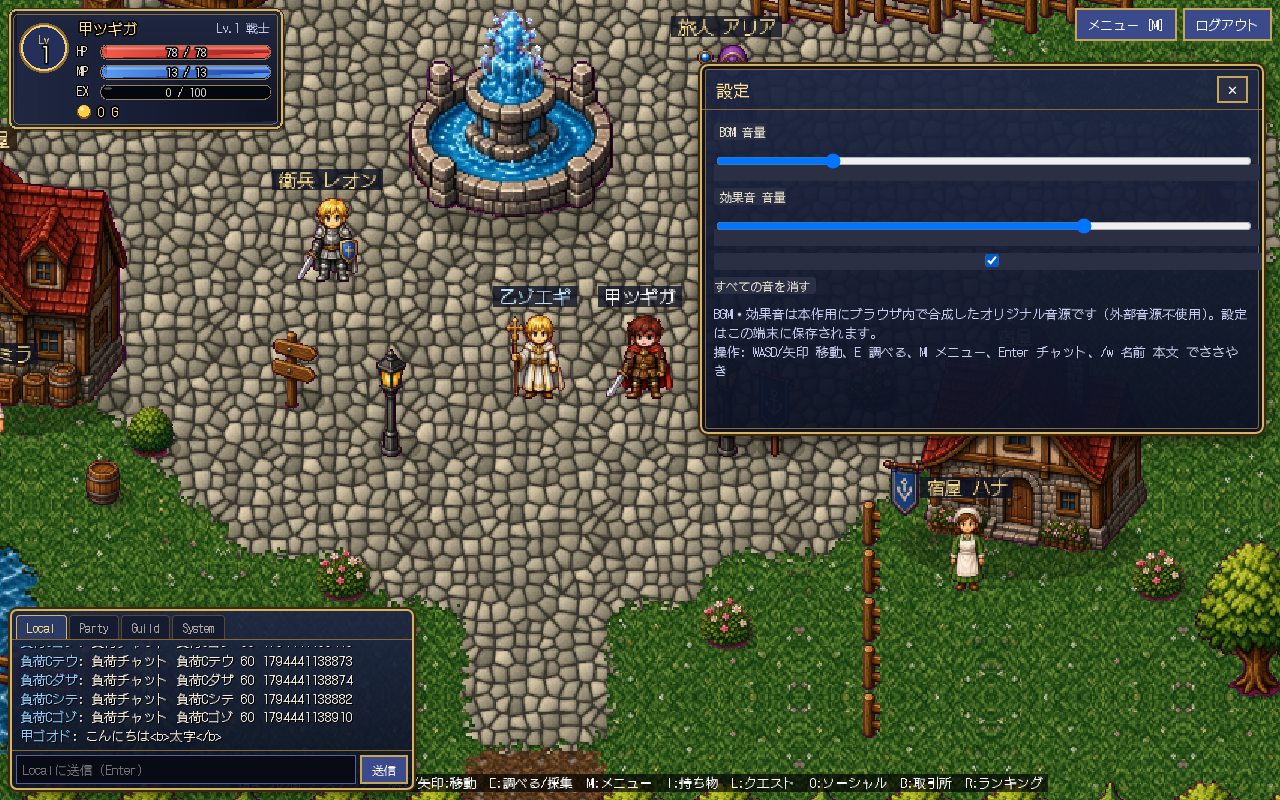 Lv
1
甲ツギガ Lv.1 戦士
HP 78 / 78
MP 13 / 13
EX 0 / 100
0 G
旅人 アリア
メニュー [M]
ログアウト
設定
×
BGM 音量
効果音 音量
すべての音を消す
BGM・効果音は本作用にブラウザ内で合成したオリジナル音源です（外部音源不使用）。設定
はこの端末に保存されます。
操作: WASD/矢印 移動、E 調べる、M メニュー、Enter チャット、/w 名前 本文 でささや
き
屋
衛兵 レオン
乙ゾエギ
甲ツギガ
ミラ
宿屋 ハナ
Local
Party
Guild
System
負荷Cテウ: 負荷チャット 負荷Cテウ 60 1794441138873
負荷Cダザ: 負荷チャット 負荷Cダザ 60 1794441138874
負荷Cシテ: 負荷チャット 負荷Cシテ 60 1794441138882
負荷Cゴゾ: 負荷チャット 負荷Cゴゾ 60 1794441138910
甲ゴオド: こんにちは<b>太字</b>
Localに送信 (Enter)
送信
矢印:移動 E:調べる/採集 M:メニュー I:持ち物 L:クエスト O:ソーシャル B:取引所 R:ランキング